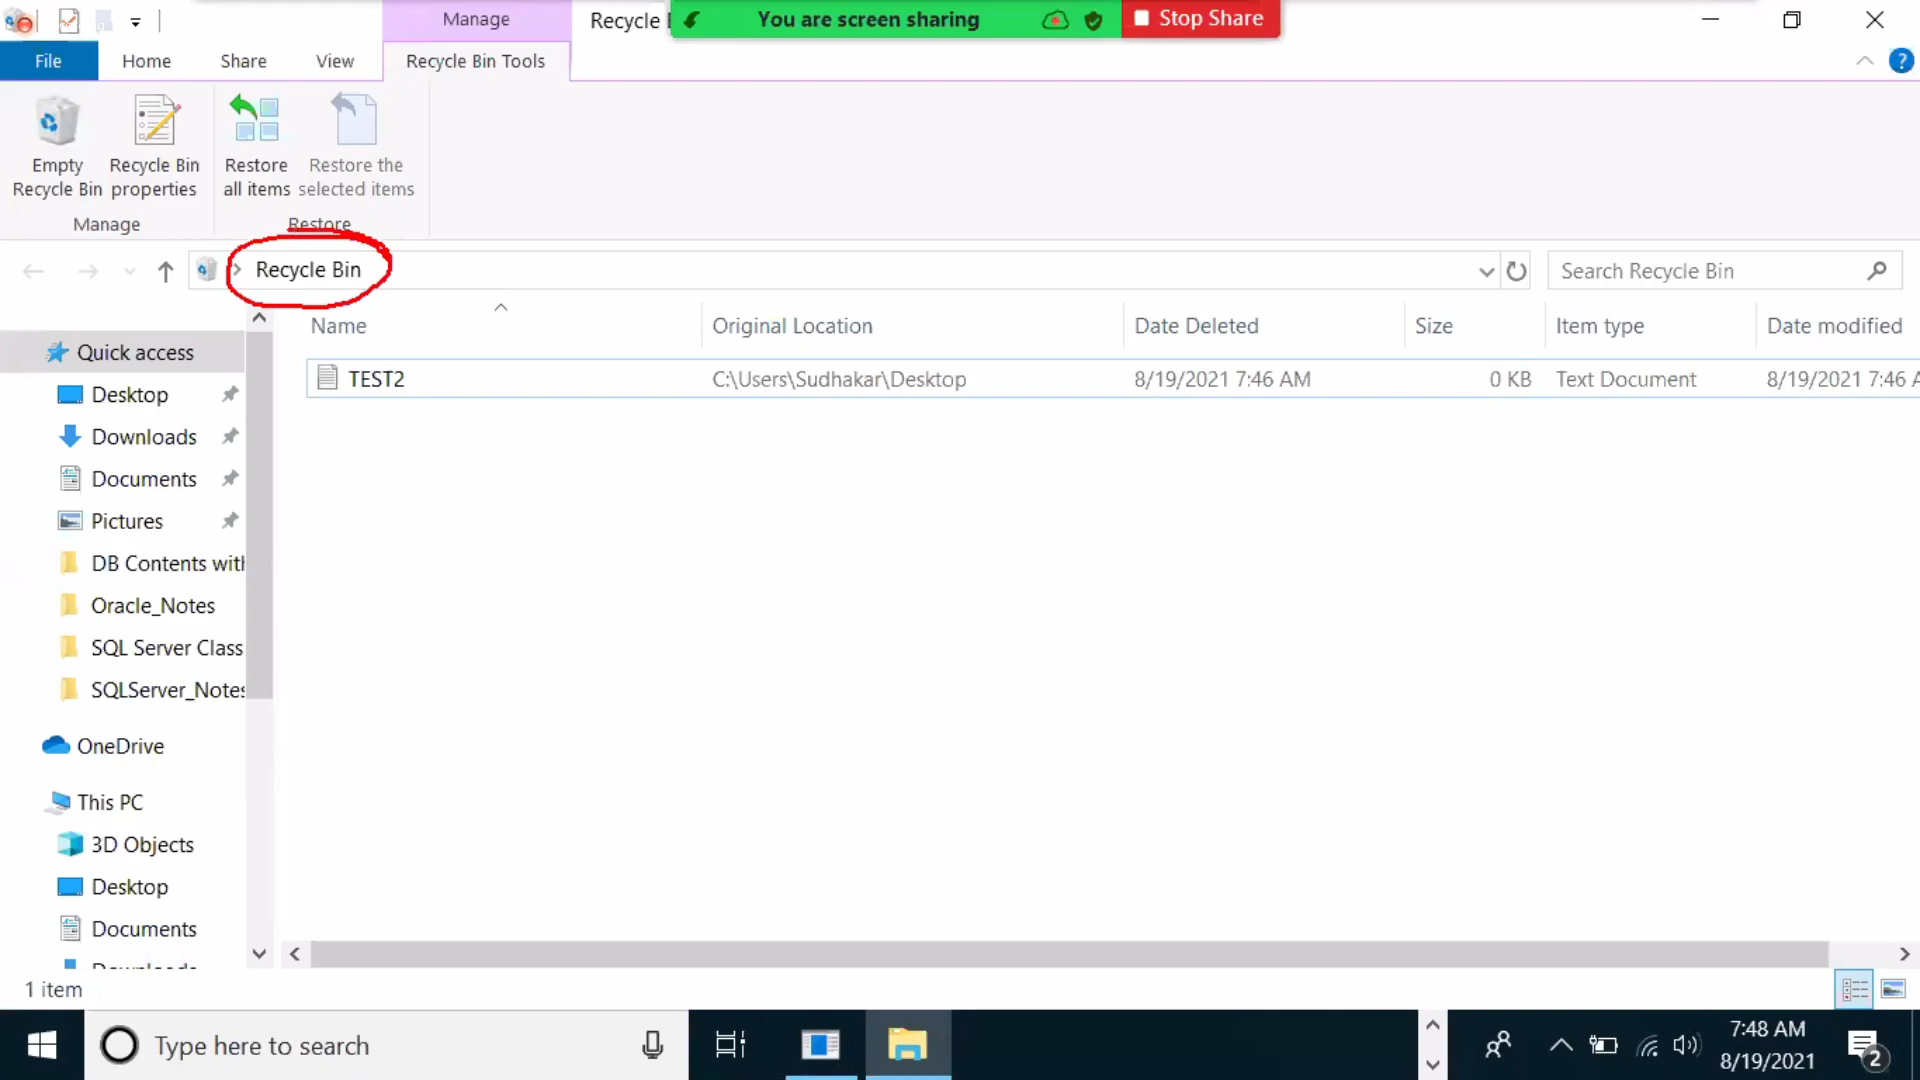 Manage
Recycle
You are screen sharing
Stop Share
File
Home
Share
View
Recycle Bin Tools
?
Empty
Recycle Bin
Recycle Bin
properties
Restore
all items
Restore the
selected items
Manage
Restore
Recycle Bin
Search Recycle Bin
Name
Original Location
Date Deleted
Size
Item type
Date modified
TEST2
C:\Users\Sudhakar\Desktop
8/19/2021 7:46 AM
0 KB
Text Document
8/19/2021 7:46 A
Quick access
Desktop
Downloads
Documents
Pictures
DB Contents with
Oracle_Notes
SQL Server Class
SQLServer_Notes
OneDrive
This PC
3D Objects
Desktop
Documents
Downloads
1 item
Type here to search
7:48 AM
8/19/2021
2